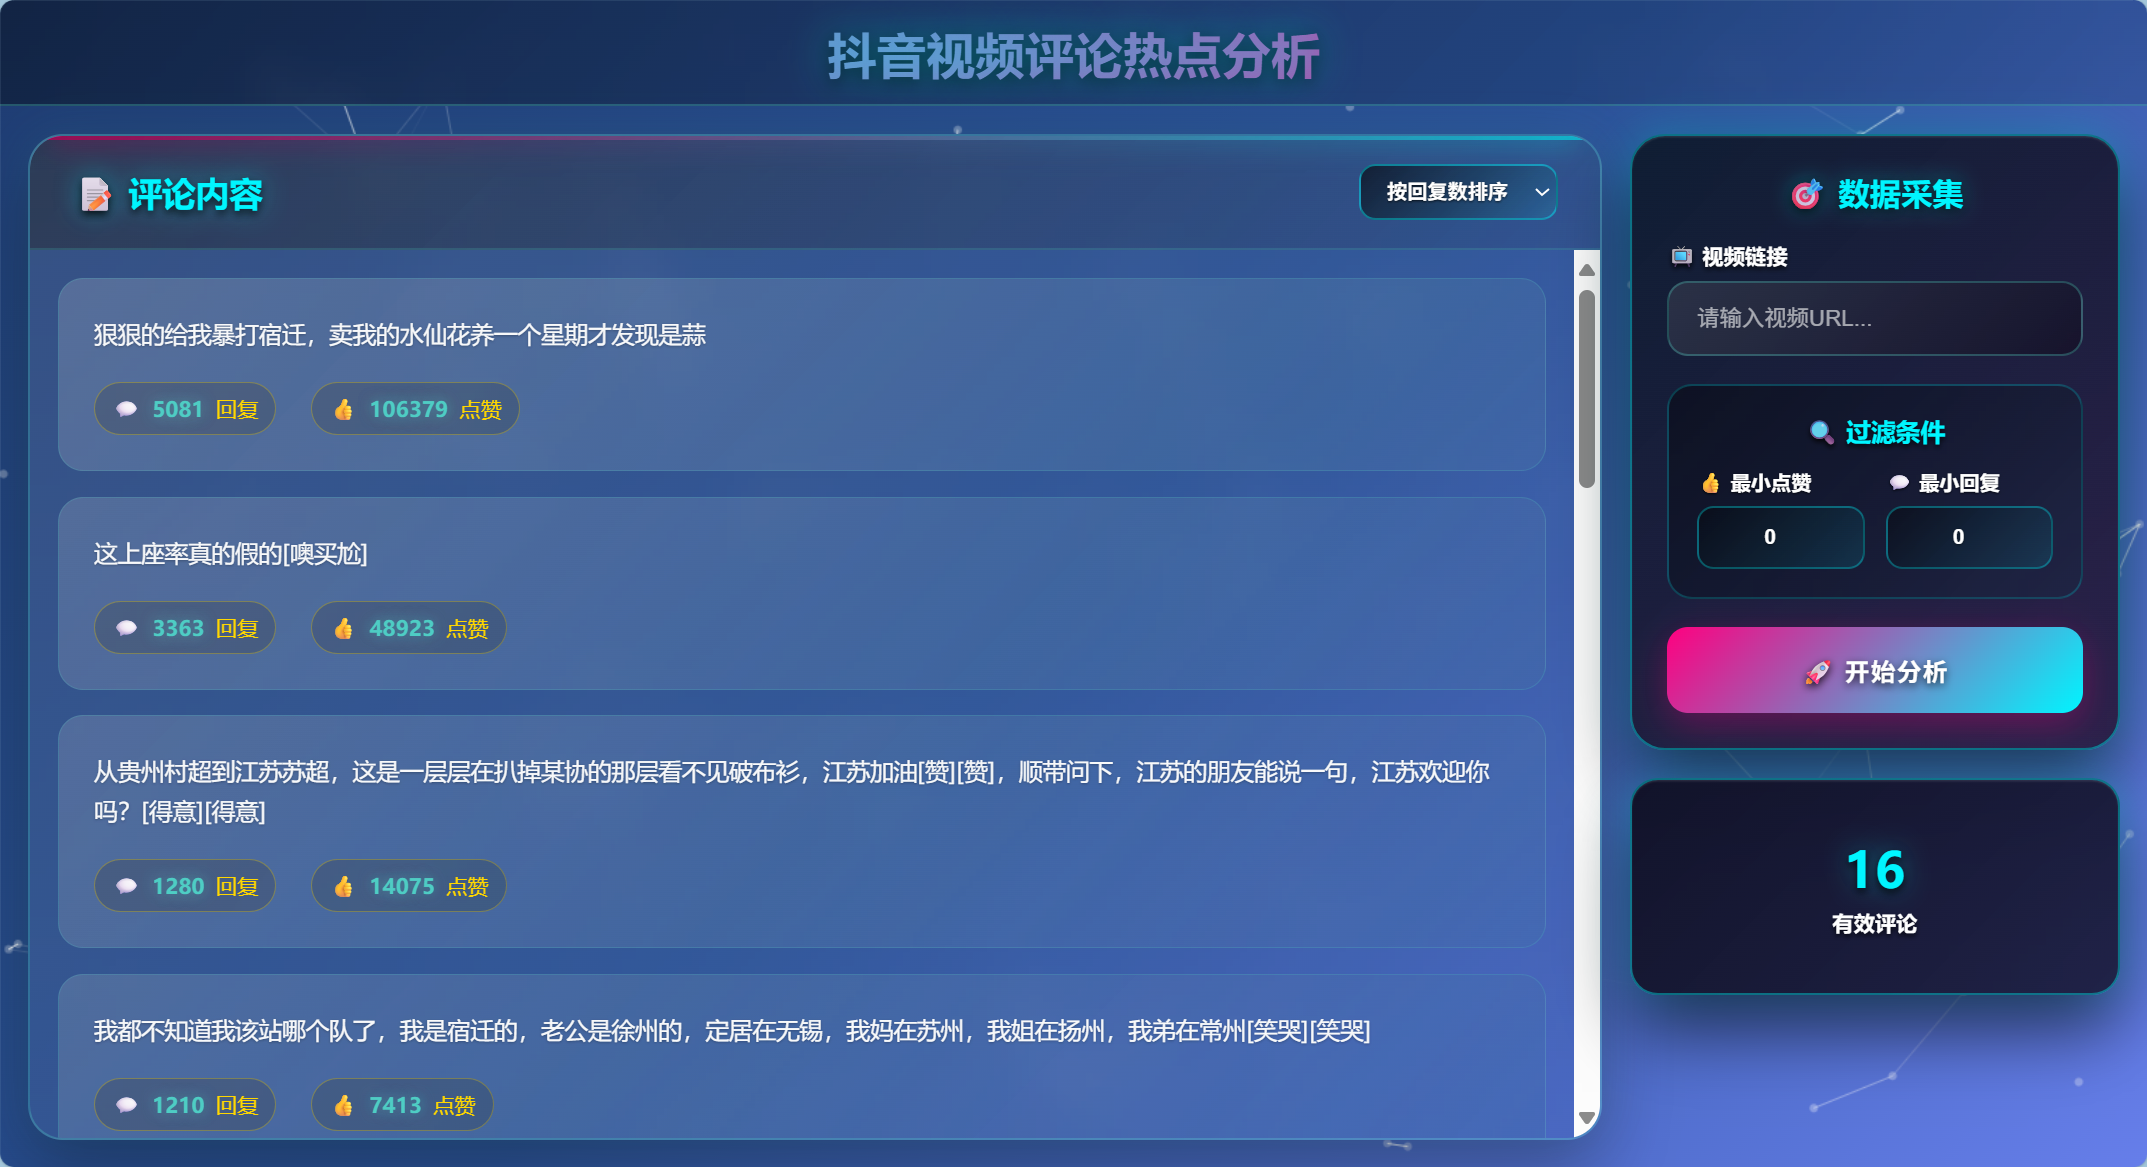 抖音视频评论热点分析
评论内容
按回复数排序
狠狠的给我暴打宿迁，卖我的水仙花养一个星期才发现是蒜
5081 回复
106379 点赞
这上座率真的假的[噢买尬]
3363 回复
48923 点赞
从贵州村超到江苏苏超，这是一层层在扒掉某协的那层看不见破布衫，江苏加油[赞][赞]，顺带问下，江苏的朋友能说一句，江苏欢迎你
吗？[得意][得意]
1280 回复
14075 点赞
我都不知道我该站哪个队了，我是宿迁的，老公是徐州的，定居在无锡，我妈在苏州，我姐在扬州，我弟在常州[笑哭][笑哭]
1210 回复
7413 点赞
数据采集
视频链接
请输入视频URL...
过滤条件
最小点赞
最小回复
0
0
开始分析
16
有效评论